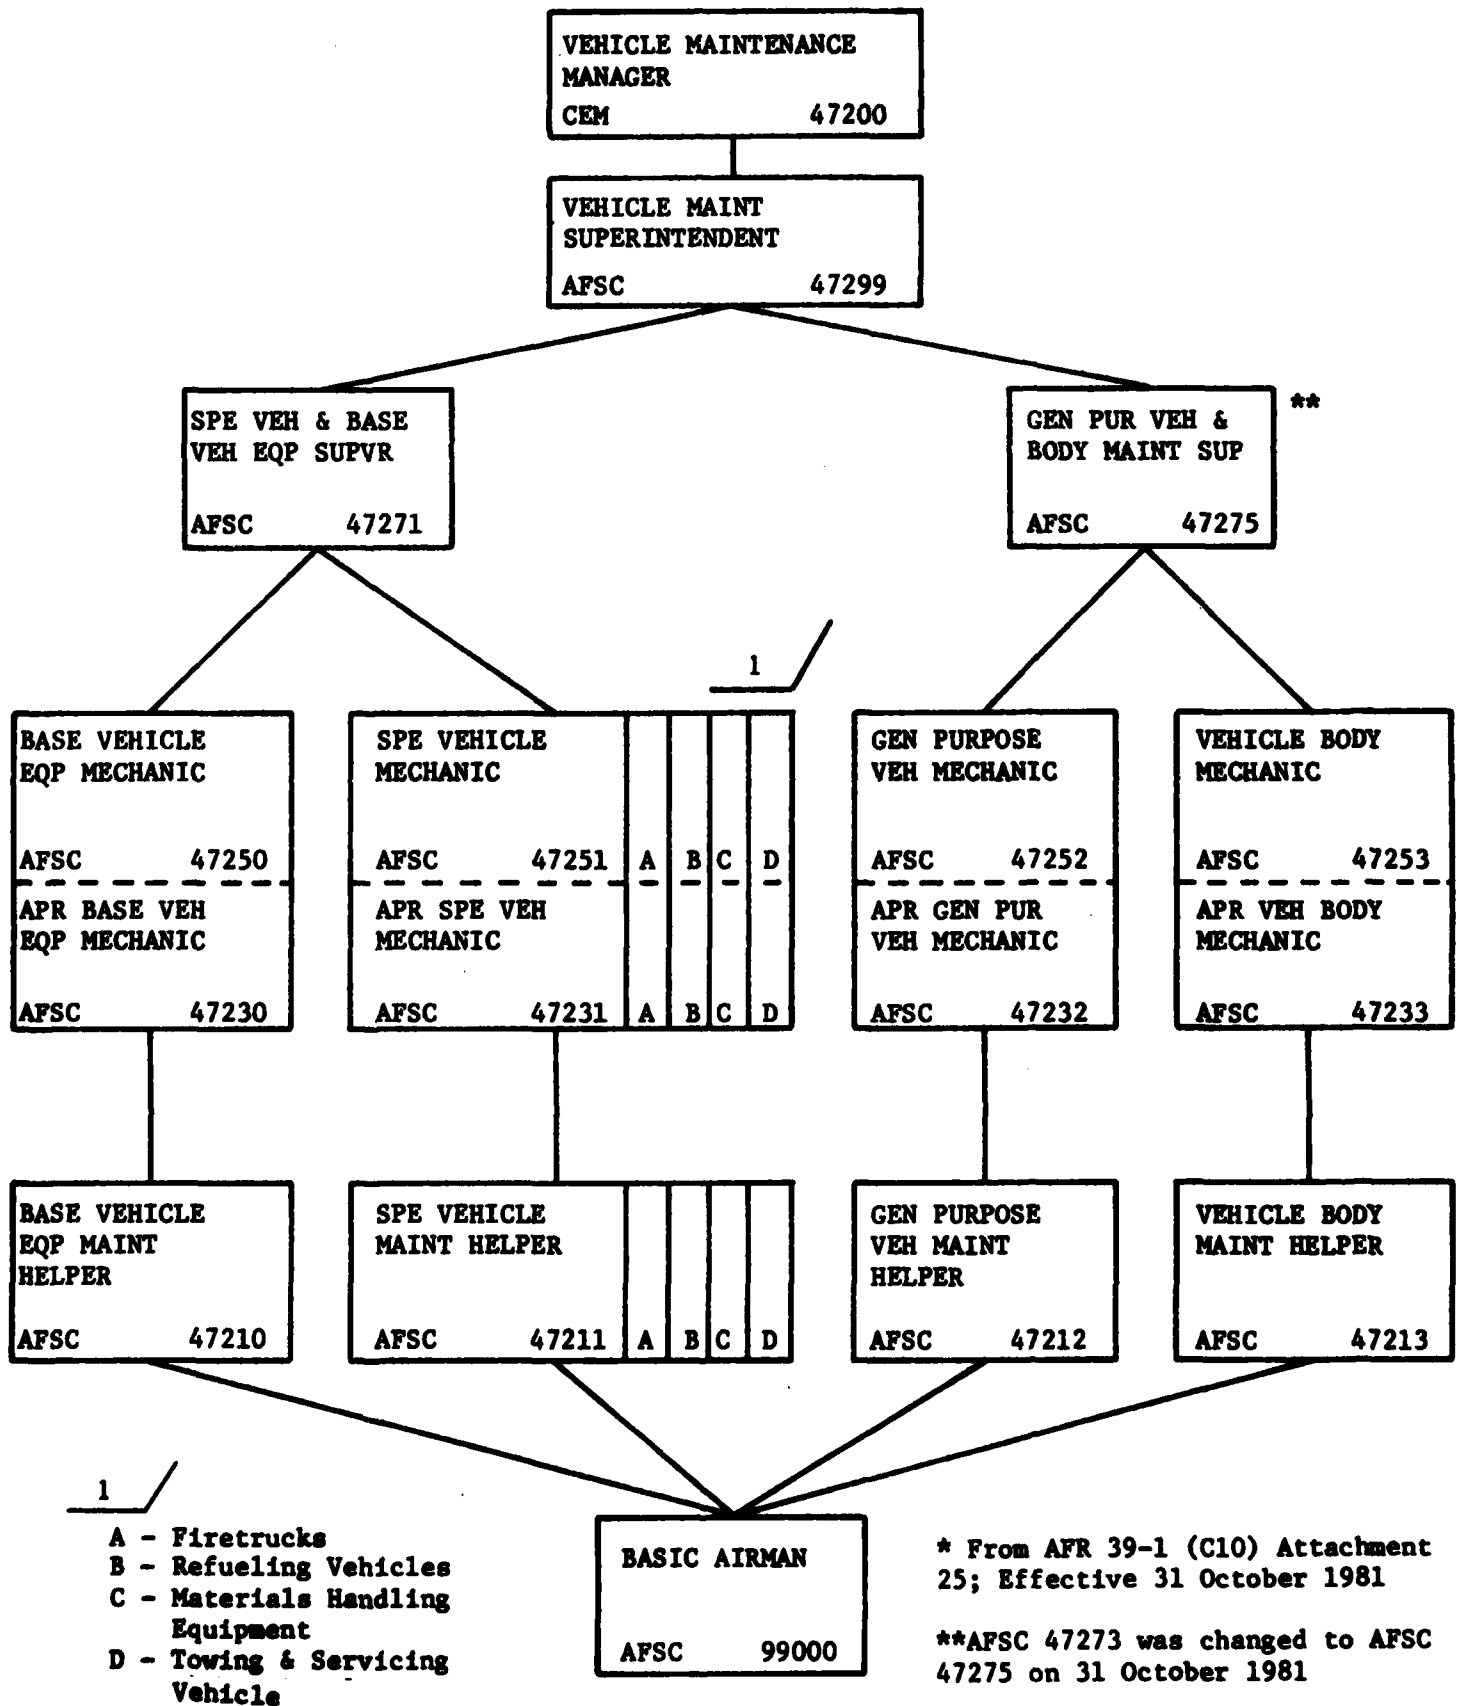 VEHICLE MAINTENANCE
MANAGER
CEM 47200
VEHICLE MAINT
SUPERINTENDENT
AFSC 47299
SPE VEH & BASE
VEH EQP SUPVR
AFSC 47271
GEN PUR VEH &
BODY MAINT SUP
AFSC 47275
**
1
BASE VEHICLE
EQP MECHANIC
AFSC 47250
APR BASE VEH
EQP MECHANIC
AFSC 47230
SPE VEHICLE
MECHANIC
AFSC 47251 A B C D
APR SPE VEH
MECHANIC
AFSC 47231 A B C D
GEN PURPOSE
VEH MECHANIC
AFSC 47252
APR GEN PUR
VEH MECHANIC
AFSC 47232
VEHICLE BODY
MECHANIC
AFSC 47253
APR VEH BODY
MECHANIC
AFSC 47233
BASE VEHICLE
EQP MAINT
HELPER
AFSC 47210
SPE VEHICLE
MAINT HELPER
AFSC 47211 A B C D
GEN PURPOSE
VEH MAINT
HELPER
AFSC 47212
VEHICLE BODY
MAINT HELPER
AFSC 47213
1
A - Firetrucks
B - Refueling Vehicles
C - Materials Handling
Equipment
D - Towing & Servicing
Vehicle
BASIC AIRMAN
AFSC 99000
* From AFR 39-1 (C10) Attachment
25; Effective 31 October 1981
**AFSC 47273 was changed to AFSC
47275 on 31 October 1981